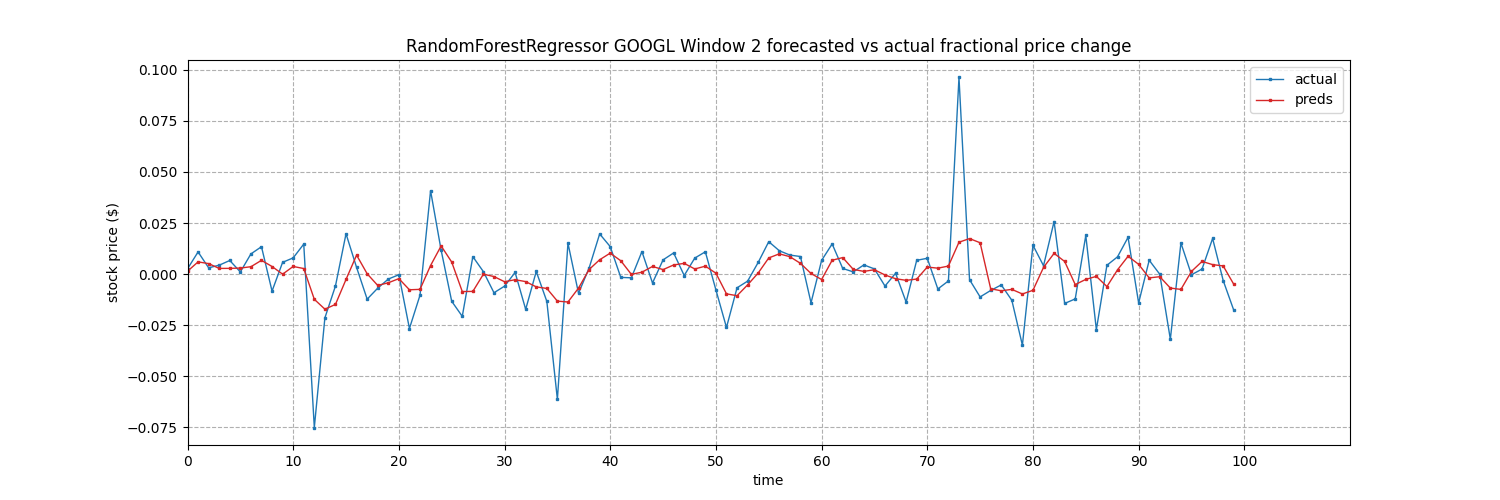 RandomForestRegressor GOOGL Window 2 forecasted vs actual fractional price change
actual
preds
0.100
0.075
0.050
0.025
0.000
−0.025
−0.050
−0.075
stock price ($)
0 10 20 30 40 50 60 70 80 90 100
time